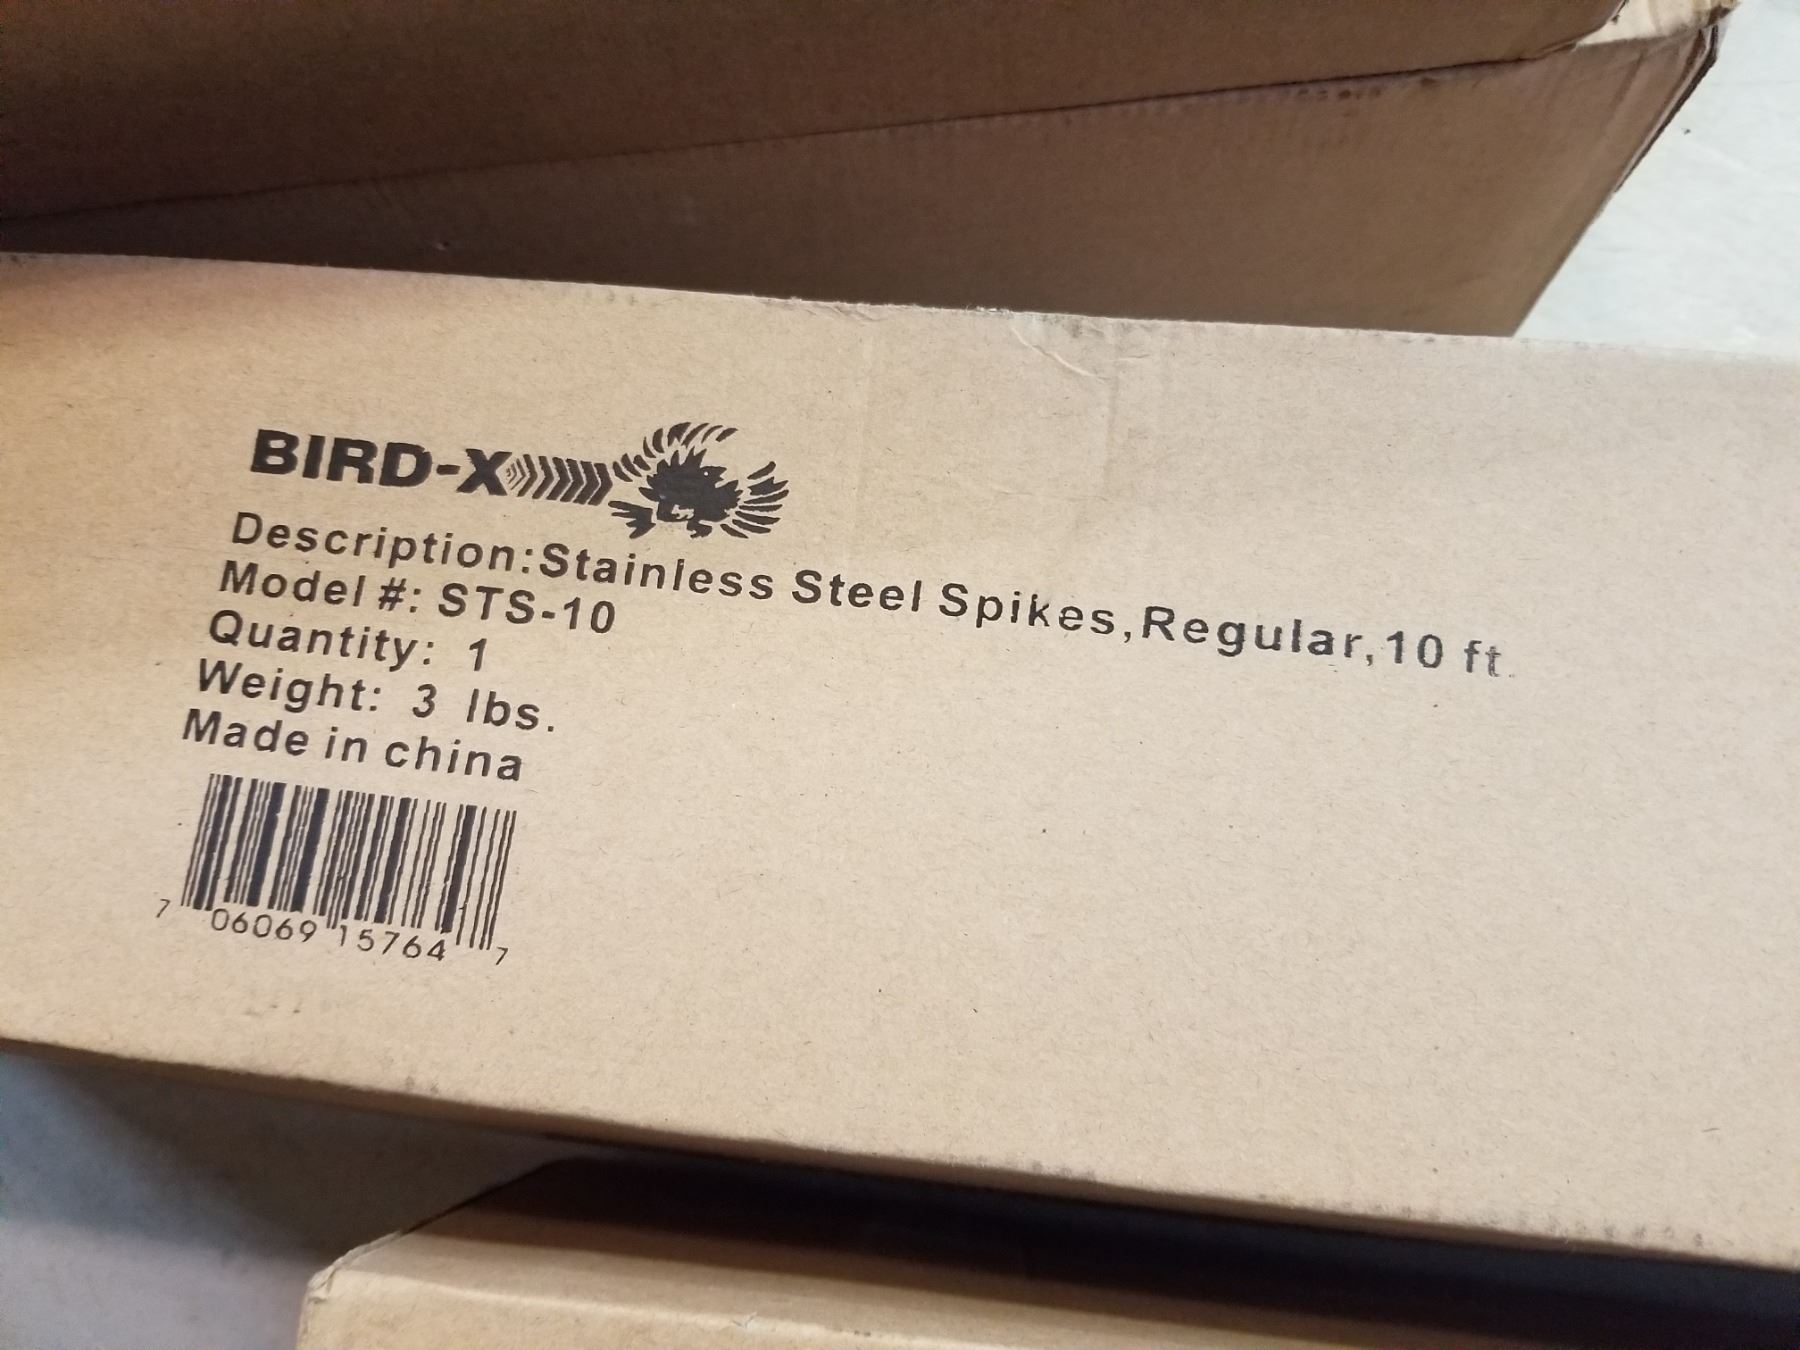 BIRD-X
Description:Stainless Steel Spikes,Regular,10 ft.
Model #: STS-10
Quantity: 1
Weight: 3 lbs.
Made in china
7 06069 15764 7